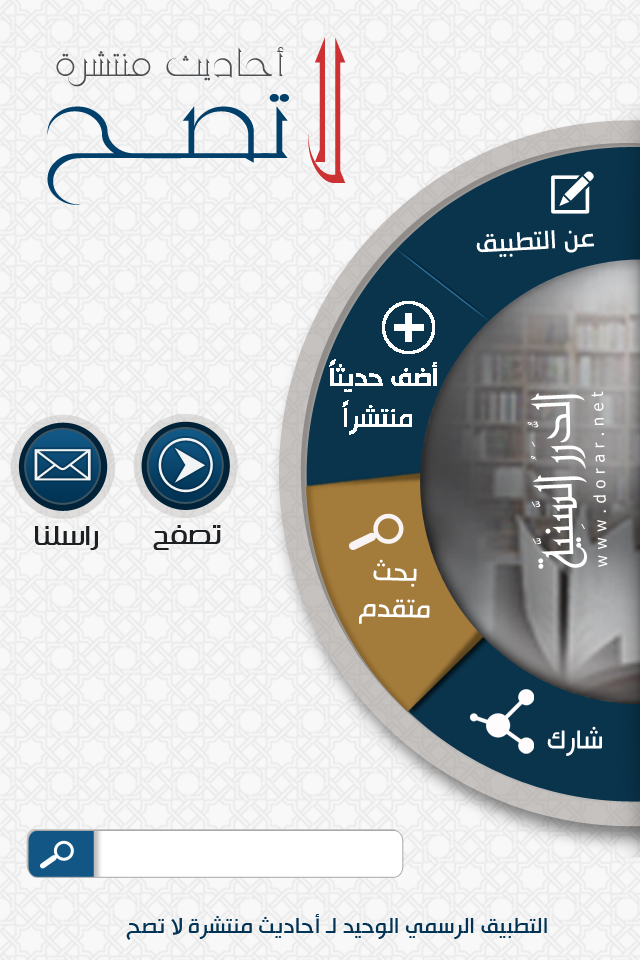 أحاديث منتشرة
لا تصح
عن التطبيق
أضف حديثاً
منتشراً
الدرر السنية
www.dorar.net
راسلنا
تصفح
بحث
متقدم
شارك
التطبيق الرسمي الوحيد لـ أحاديث منتشرة لا تصح